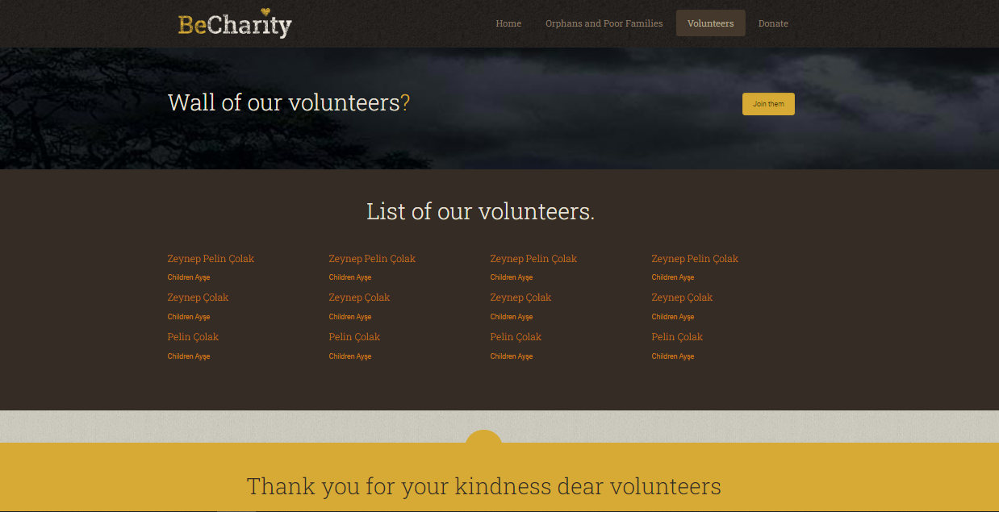 BeCharity
Home Orphans and Poor Families Volunteers Donate
Wall of our volunteers?
Join them
List of our volunteers.
Zeynep Pelin Çolak Zeynep Pelin Çolak Zeynep Pelin Çolak Zeynep Pelin Çolak
Children Ayşe Children Ayşe Children Ayşe Children Ayşe
Zeynep Çolak Zeynep Çolak Zeynep Çolak Zeynep Çolak
Children Ayşe Children Ayşe Children Ayşe Children Ayşe
Pelin Çolak Pelin Çolak Pelin Çolak Pelin Çolak
Children Ayşe Children Ayşe Children Ayşe Children Ayşe
Thank you for your kindness dear volunteers